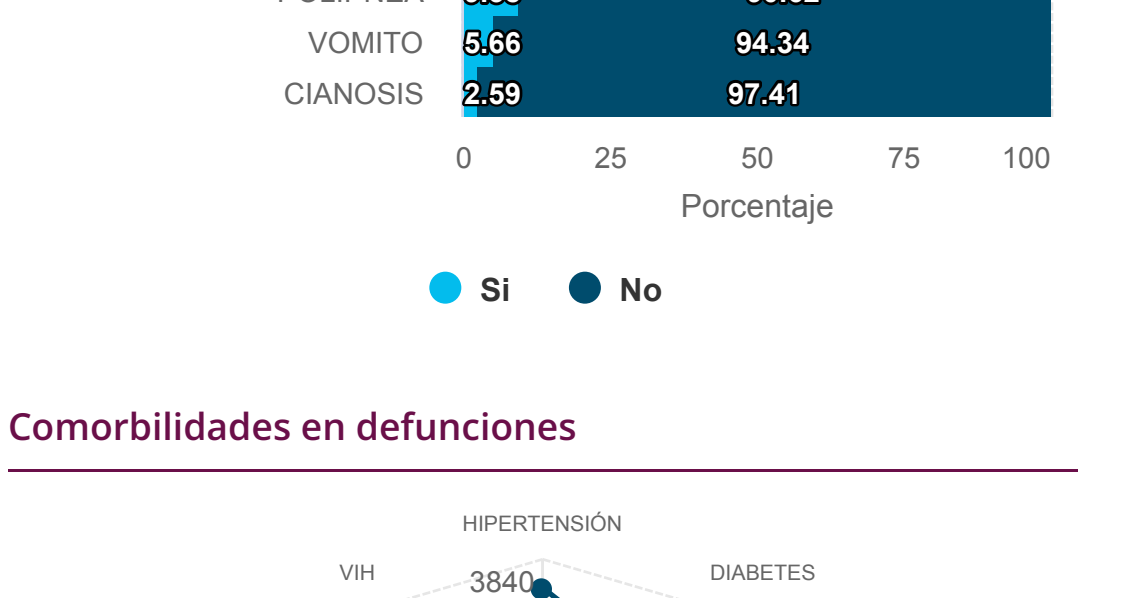 VOMITO 5.66 94.34
CIANOSIS 2.59 97.41
0 25 50 75 100
Porcentaje
Si No
Comorbilidades en defunciones
HIPERTENSIÓN
VIH DIABETES
3840